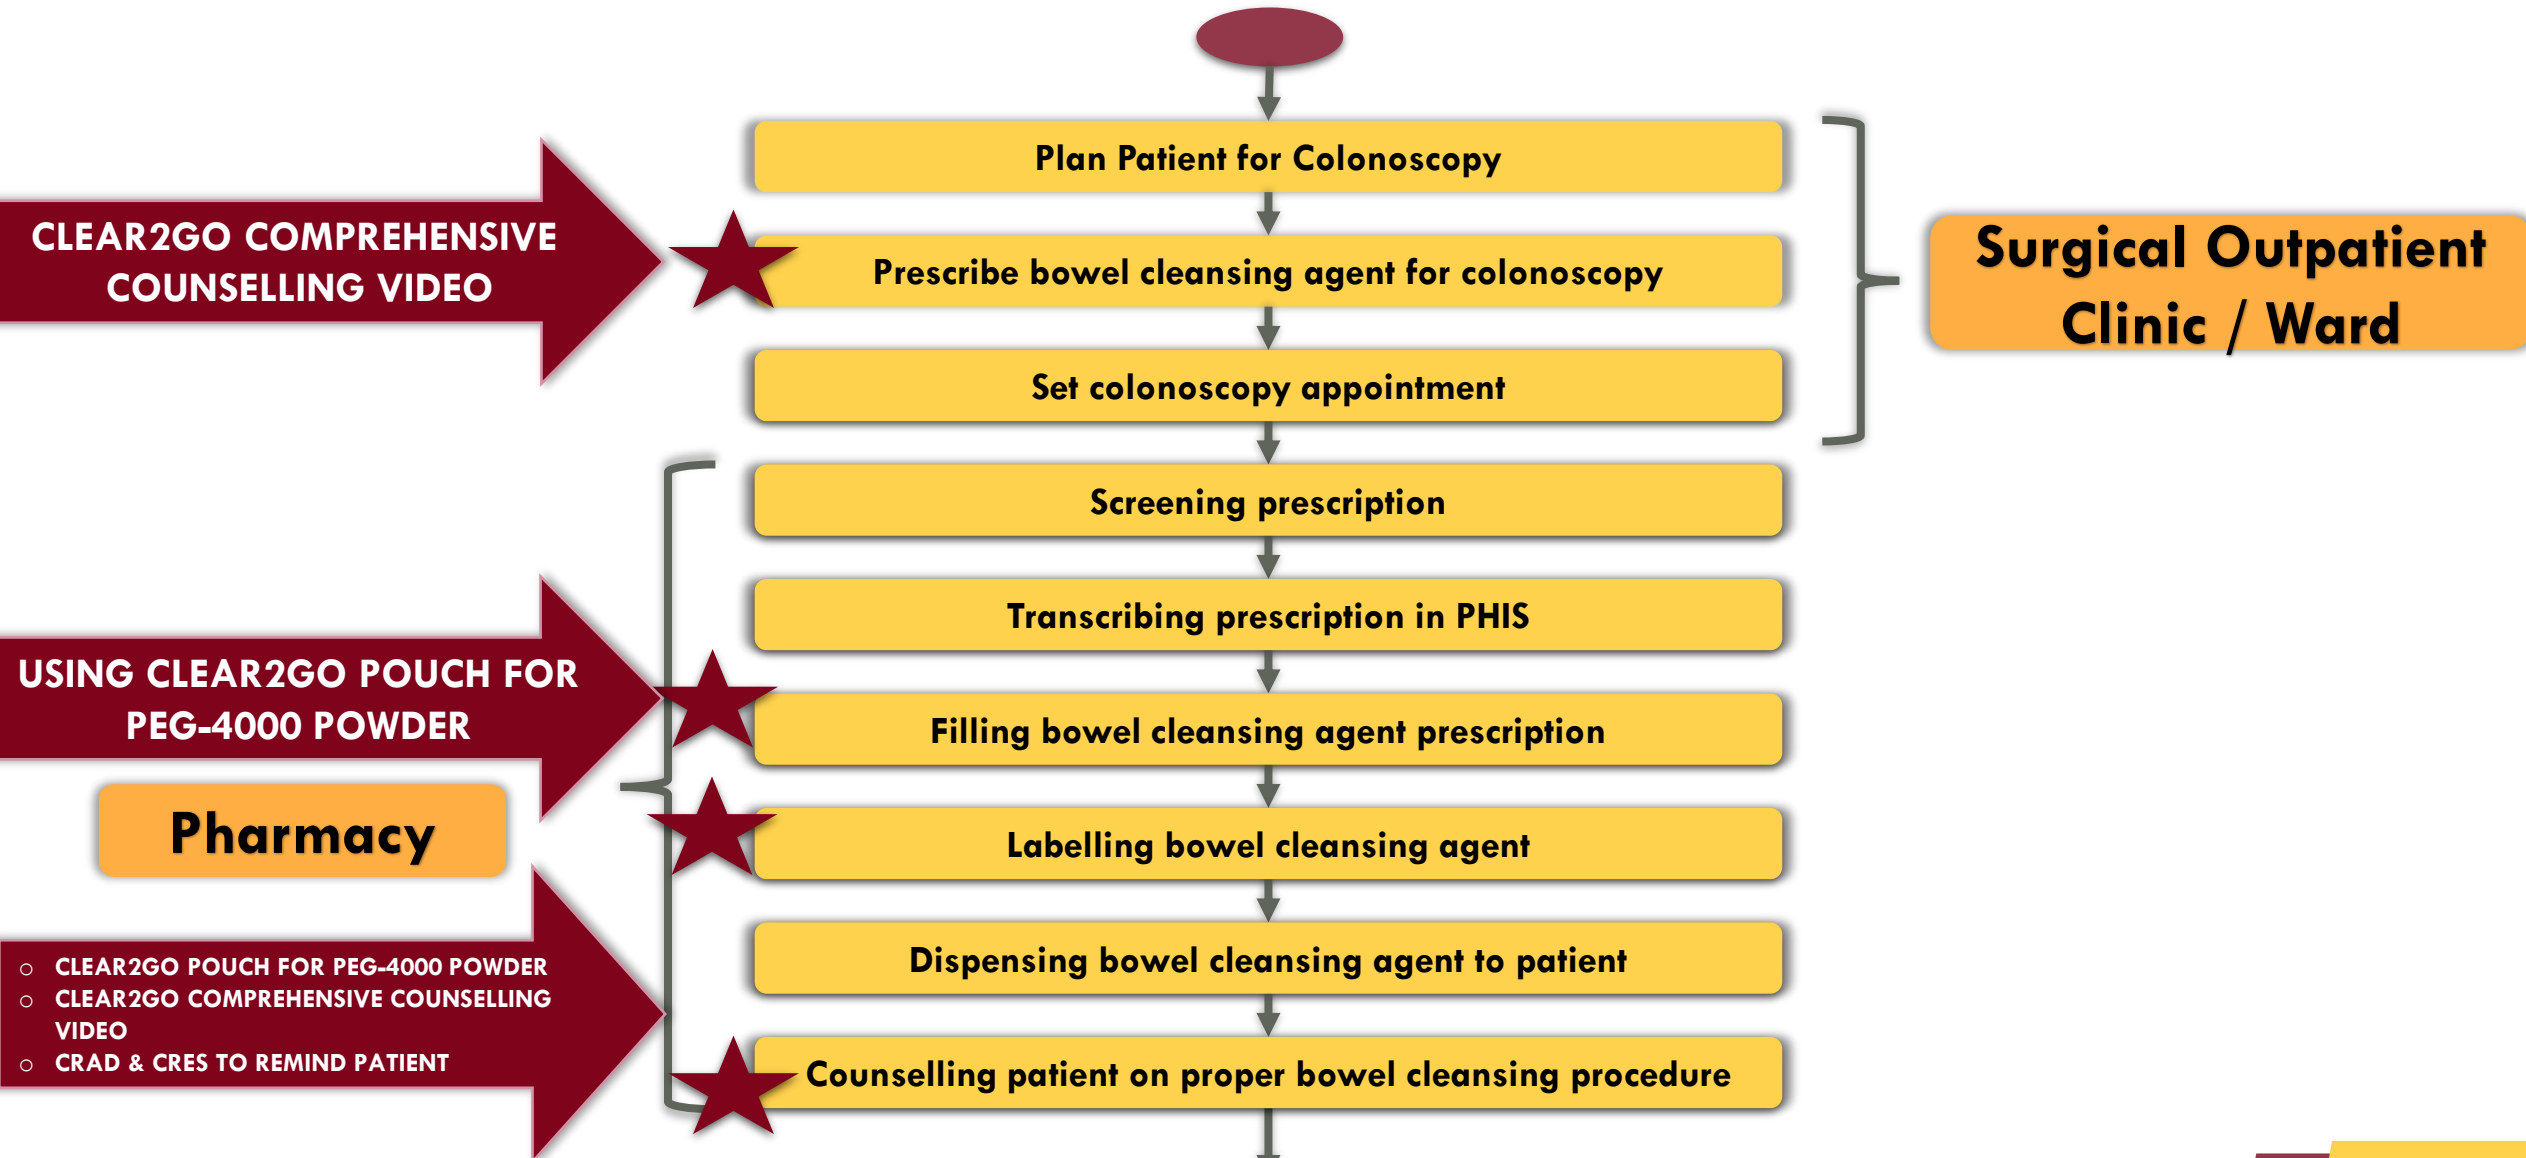 Plan Patient for Colonoscopy
CLEAR2GO COMPREHENSIVE
COUNSELLING VIDEO
Prescribe bowel cleansing agent for colonoscopy
Surgical Outpatient
Clinic / Ward
Set colonoscopy appointment
Screening prescription
Transcribing prescription in PHIS
USING CLEAR2GO POUCH FOR
PEG-4000 POWDER
Filling bowel cleansing agent prescription
Pharmacy
Labelling bowel cleansing agent
Dispensing bowel cleansing agent to patient
○ CLEAR2GO POUCH FOR PEG-4000 POWDER
○ CLEAR2GO COMPREHENSIVE COUNSELLING
VIDEO
○ CRAD & CRES TO REMIND PATIENT
Counselling patient on proper bowel cleansing procedure